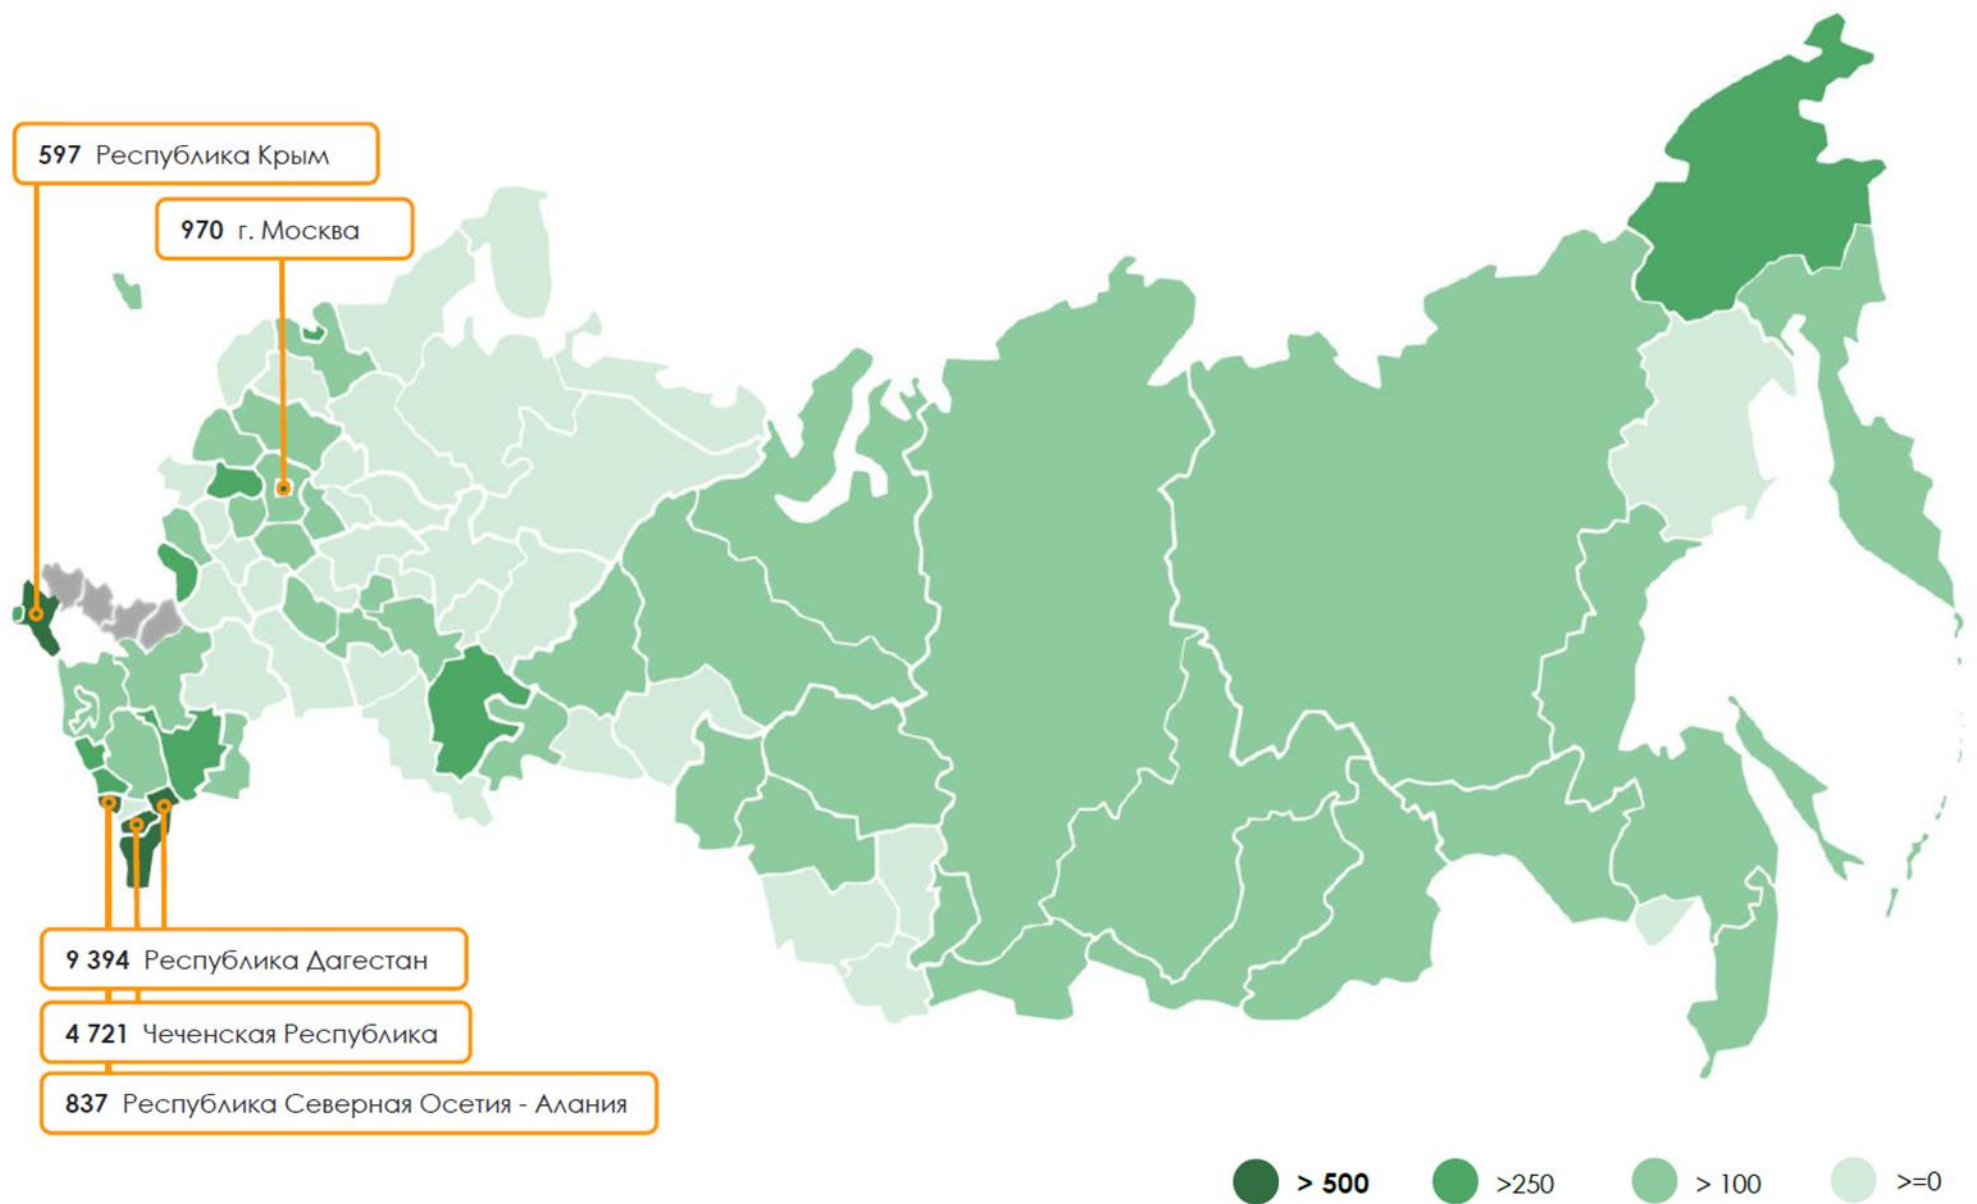 597 Республика Крым
970 г. Москва
9 394 Республика Дагестан
4 721 Чеченская Республика
837 Республика Северная Осетия - Алания
> 500 >250 > 100 >=0